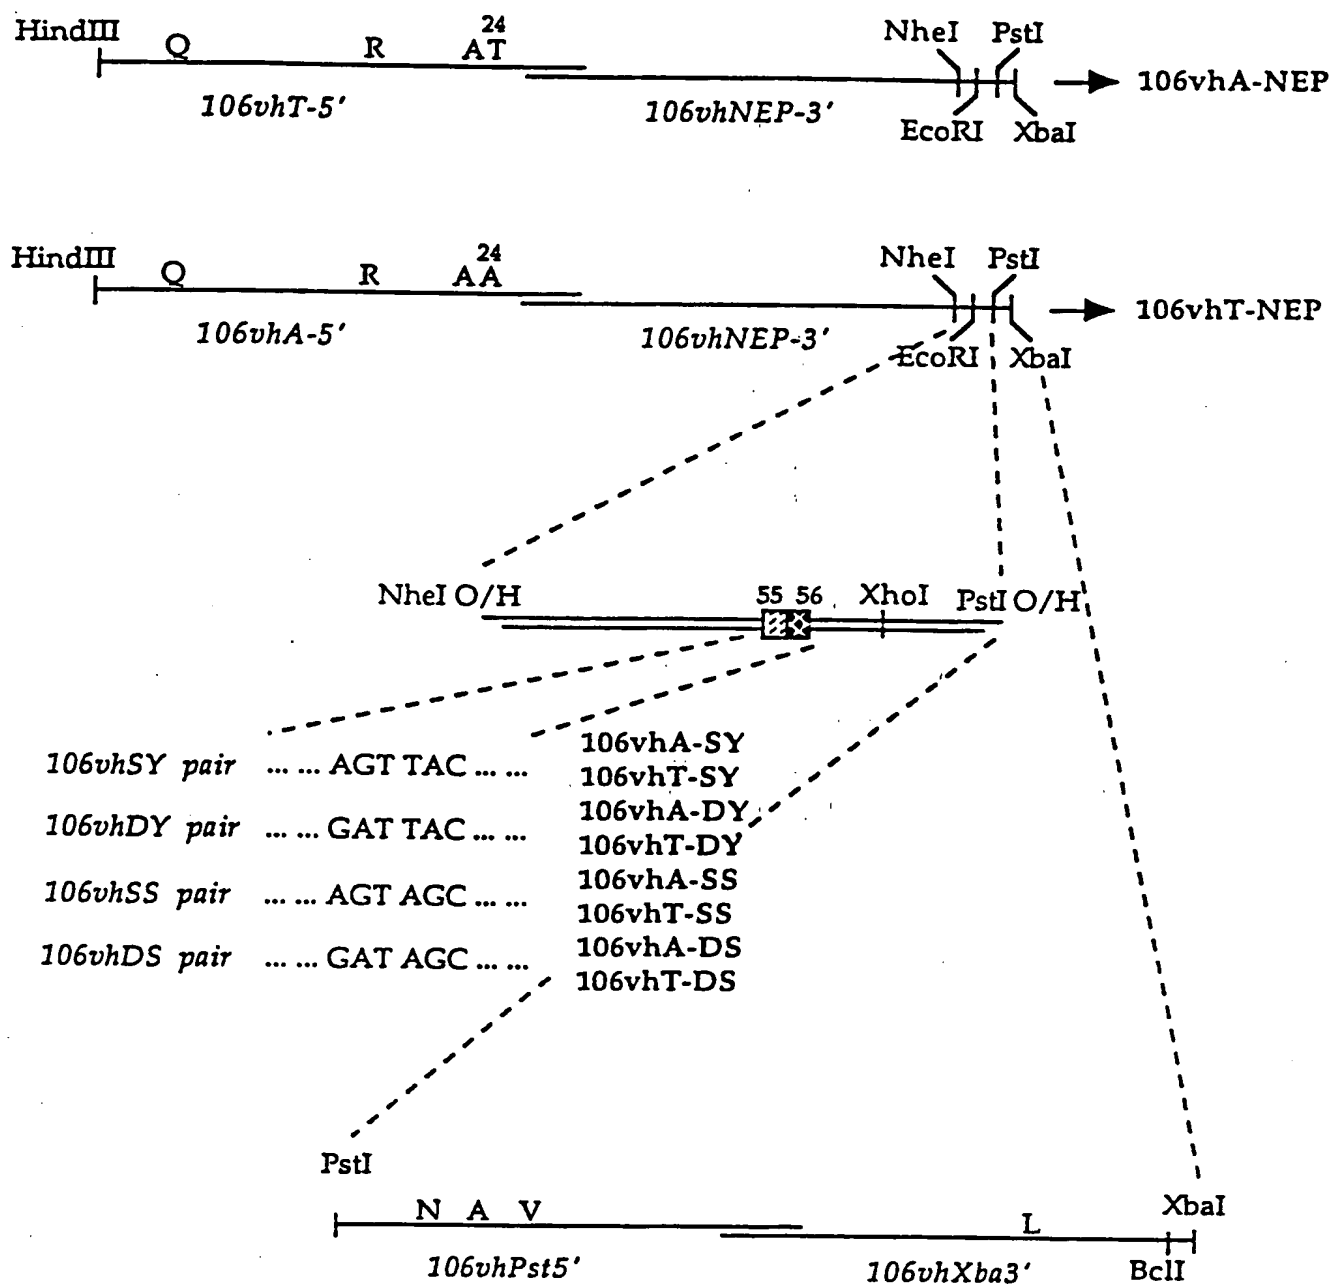 24
HindIII Q R AT NheI PstI
106vhT-5' 106vhNEP-3' 106vhA-NEP
EcoRI XbaI
24
HindIII Q R AA NheI PstI
106vhA-5' 106vhNEP-3' 106vhT-NEP
EcoRI XbaI
NheI O/H 55 56 XhoI PstI O/H
106vhSY pair ... ... AGT TAC ... ...
106vhDY pair ... ... GAT TAC ... ...
106vhSS pair ... ... AGT AGC ... ...
106vhDS pair ... ... GAT AGC ... ...
106vhA-SY
106vhT-SY
106vhA-DY
106vhT-DY
106vhA-SS
106vhT-SS
106vhA-DS
106vhT-DS
PstI
N A V L XbaI
106vhPst5' 106vhXba3' BclI